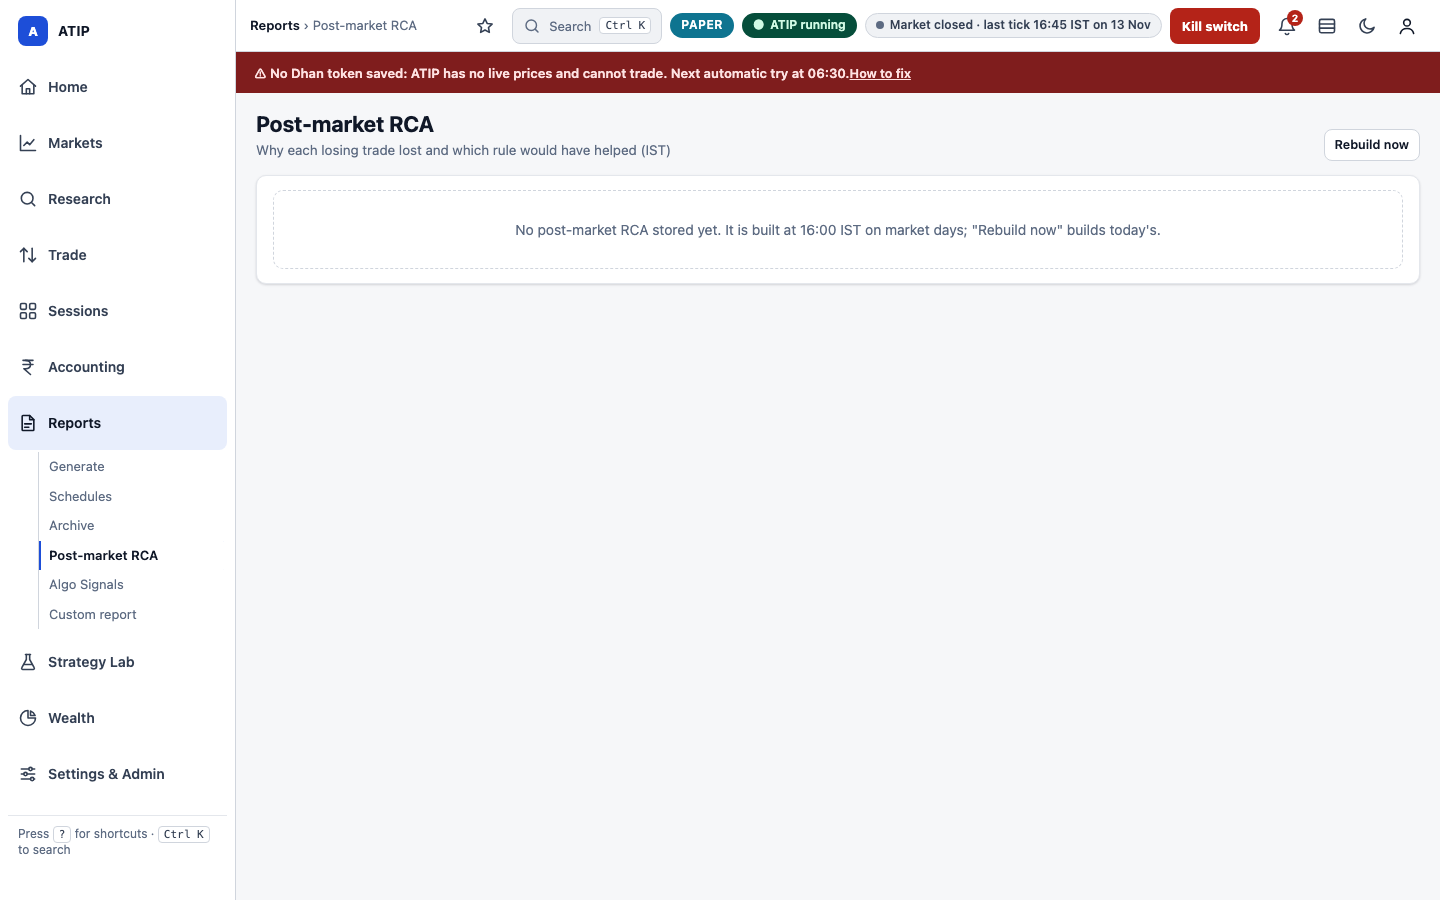 A ATIP
Reports › Post-market RCA
Search Ctrl K
PAPER
ATIP running
Market closed · last tick 16:45 IST on 13 Nov
Kill switch
2
Home
Markets
Research
Trade
Sessions
Accounting
Reports
Generate
Schedules
Archive
Post-market RCA
Algo Signals
Custom report
Strategy Lab
Wealth
Settings & Admin
Press ? for shortcuts · Ctrl K
to search
⚠ No Dhan token saved: ATIP has no live prices and cannot trade. Next automatic try at 06:30.How to fix
Post-market RCA
Why each losing trade lost and which rule would have helped (IST)
Rebuild now
No post-market RCA stored yet. It is built at 16:00 IST on market days; "Rebuild now" builds today's.